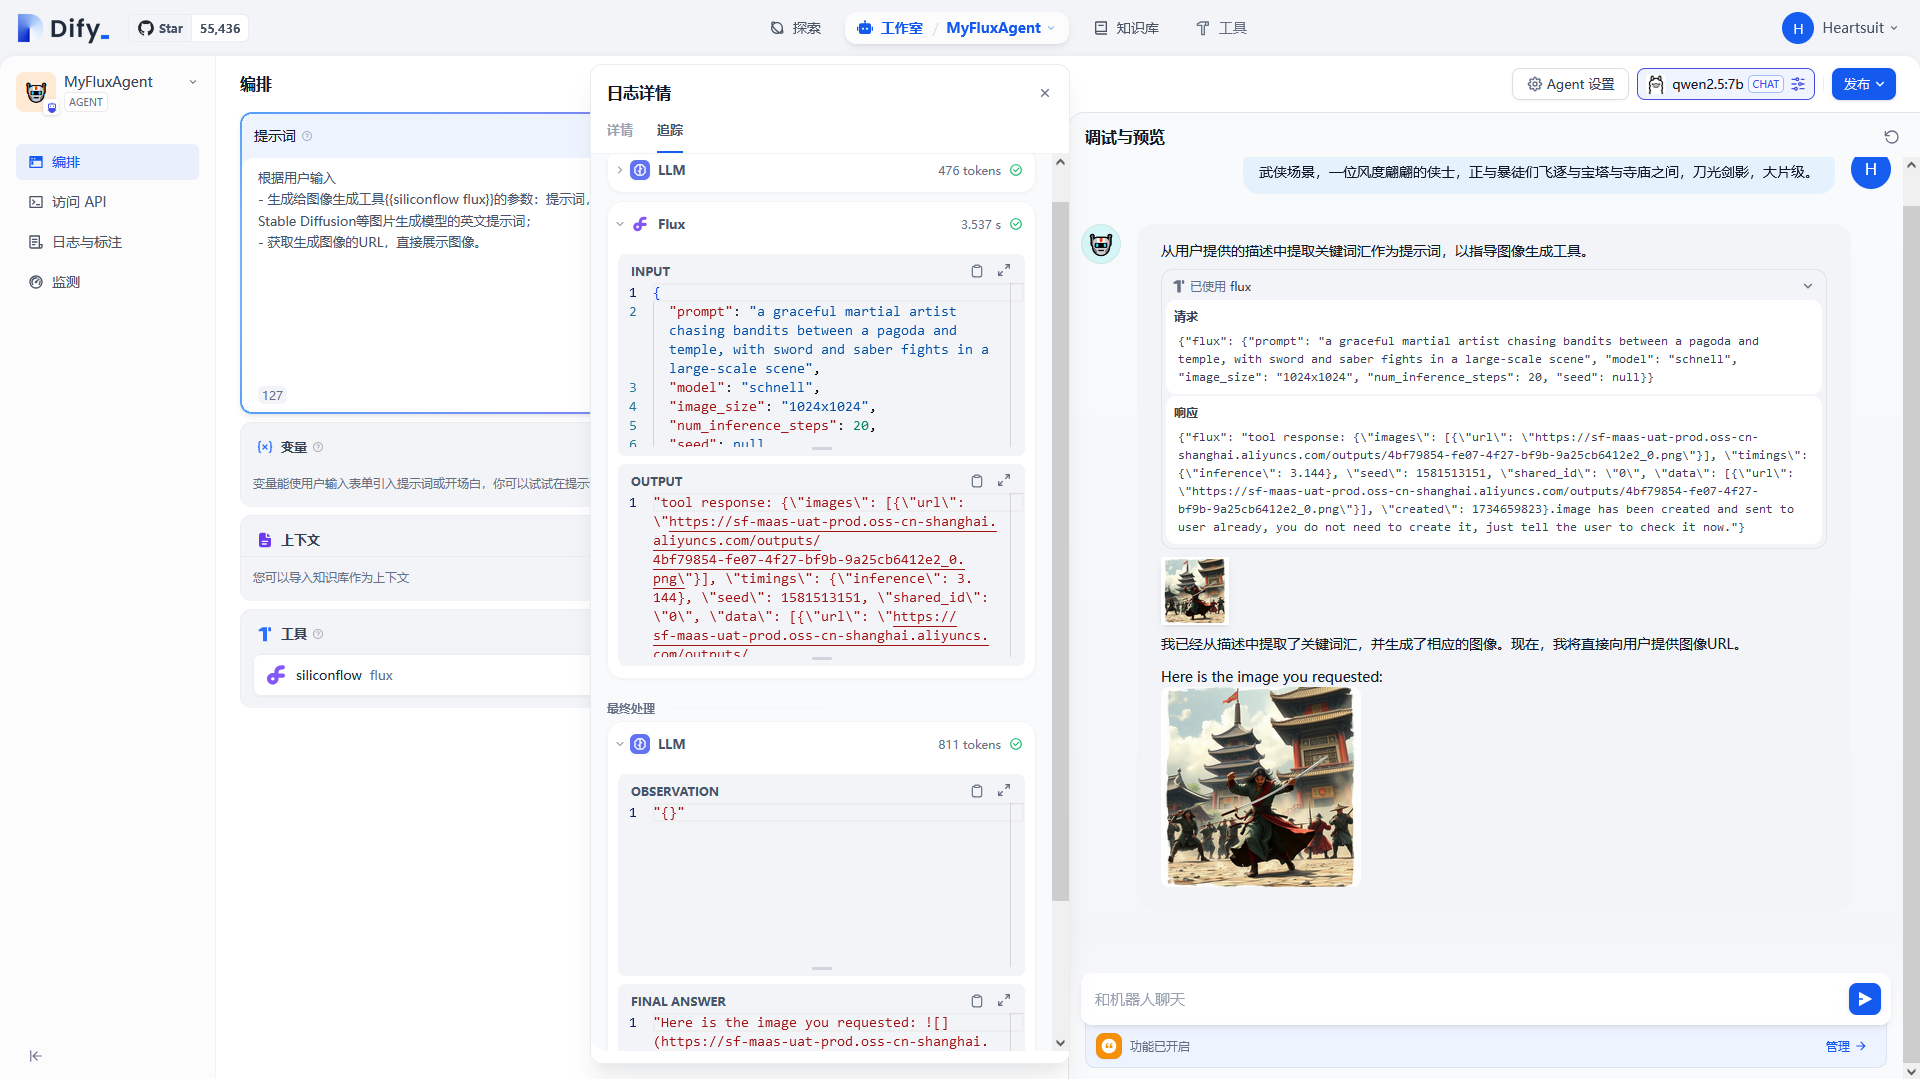 Dify_
Star 55,436
探索
工作室 / MyFluxAgent
知识库
工具
H Heartsuit
MyFluxAgent
AGENT
编排
访问 API
日志与标注
监测
编排
Agent 设置
qwen2.5:7b CHAT
发布
提示词
根据用户输入
- 生成给图像生成工具{{siliconflow flux}}的参数：提示词，
Stable Diffusion等图片生成模型的英文提示词；
- 获取生成图像的URL，直接展示图像。
127
{x} 变量
变量能使用户输入表单引入提示词或开场白，你可以试试在提示
上下文
您可以导入知识库作为上下文
工具
siliconflow flux
日志详情
详情 追踪
LLM 476 tokens
Flux 3.537 s
INPUT
1 {
2 "prompt": "a graceful martial artist
chasing bandits between a pagoda and
temple, with sword and saber fights in a
large-scale scene",
3 "model": "schnell",
4 "image_size": "1024x1024",
5 "num_inference_steps": 20,
6 "seed": null
OUTPUT
1 "tool response: {\"images\": [{\"url\":
\"https://sf-maas-uat-prod.oss-cn-shanghai.
aliyuncs.com/outputs/
4bf79854-fe07-4f27-bf9b-9a25cb6412e2_0.
png\"}], \"timings\": {\"inference\": 3.
144}, \"seed\": 1581513151, \"shared_id\":
\"0\", \"data\": [{\"url\": \"https://
sf-maas-uat-prod.oss-cn-shanghai.aliyuncs.
com/outputs/
最终处理
LLM 811 tokens
OBSERVATION
1 "{}"
FINAL ANSWER
1 "Here is the image you requested: ![]
(https://sf-maas-uat-prod.oss-cn-shanghai.
调试与预览
武侠场景，一位风度翩翩的侠士，正与暴徒们飞逐与宝塔与寺庙之间，刀光剑影，大片级。
H
从用户提供的描述中提取关键词汇作为提示词，以指导图像生成工具。
已使用 flux
请求
{"flux": {"prompt": "a graceful martial artist chasing bandits between a pagoda and
temple, with sword and saber fights in a large-scale scene", "model": "schnell",
"image_size": "1024x1024", "num_inference_steps": 20, "seed": null}}
响应
{"flux": "tool response: {\"images\": [{\"url\": \"https://sf-maas-uat-prod.oss-cn-
shanghai.aliyuncs.com/outputs/4bf79854-fe07-4f27-bf9b-9a25cb6412e2_0.png\"}], \"timings\":
{\"inference\": 3.144}, \"seed\": 1581513151, \"shared_id\": \"0\", \"data\": [{\"url\":
\"https://sf-maas-uat-prod.oss-cn-shanghai.aliyuncs.com/outputs/4bf79854-fe07-4f27-
bf9b-9a25cb6412e2_0.png\"}], \"created\": 1734659823}.image has been created and sent to
user already, you do not need to create it, just tell the user to check it now."}
我已经从描述中提取了关键词汇，并生成了相应的图像。现在，我将直接向用户提供图像URL。
Here is the image you requested:
和机器人聊天
功能已开启
管理 →